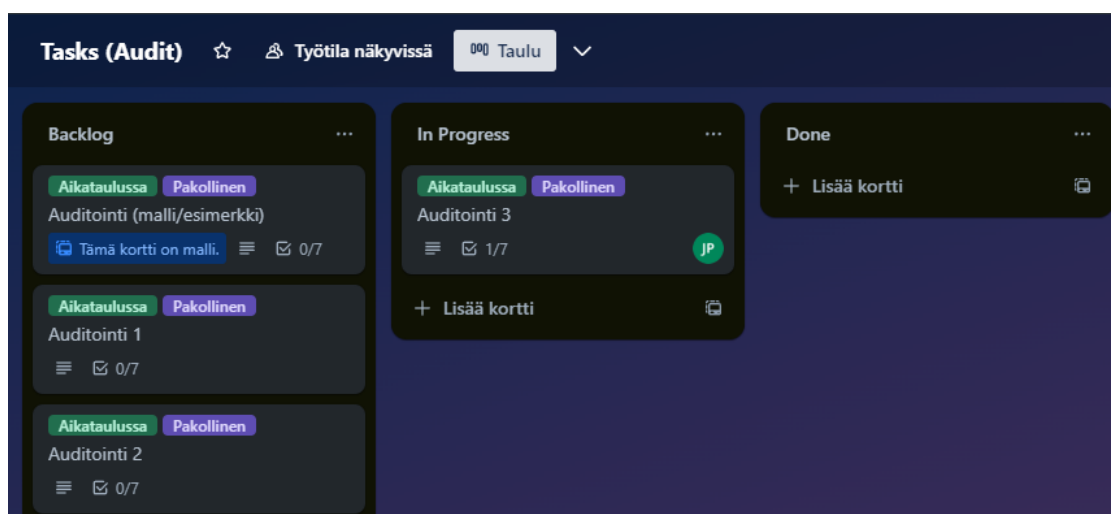 Tasks (Audit) Työtila näkyvissä Taulu
Backlog
Aikataulussa Pakollinen
Auditointi (malli/esimerkki)
Tämä kortti on malli. 0/7
Aikataulussa Pakollinen
Auditointi 1
0/7
Aikataulussa Pakollinen
Auditointi 2
0/7
In Progress
Aikataulussa Pakollinen
Auditointi 3
1/7 JP
+ Lisää kortti
Done
+ Lisää kortti